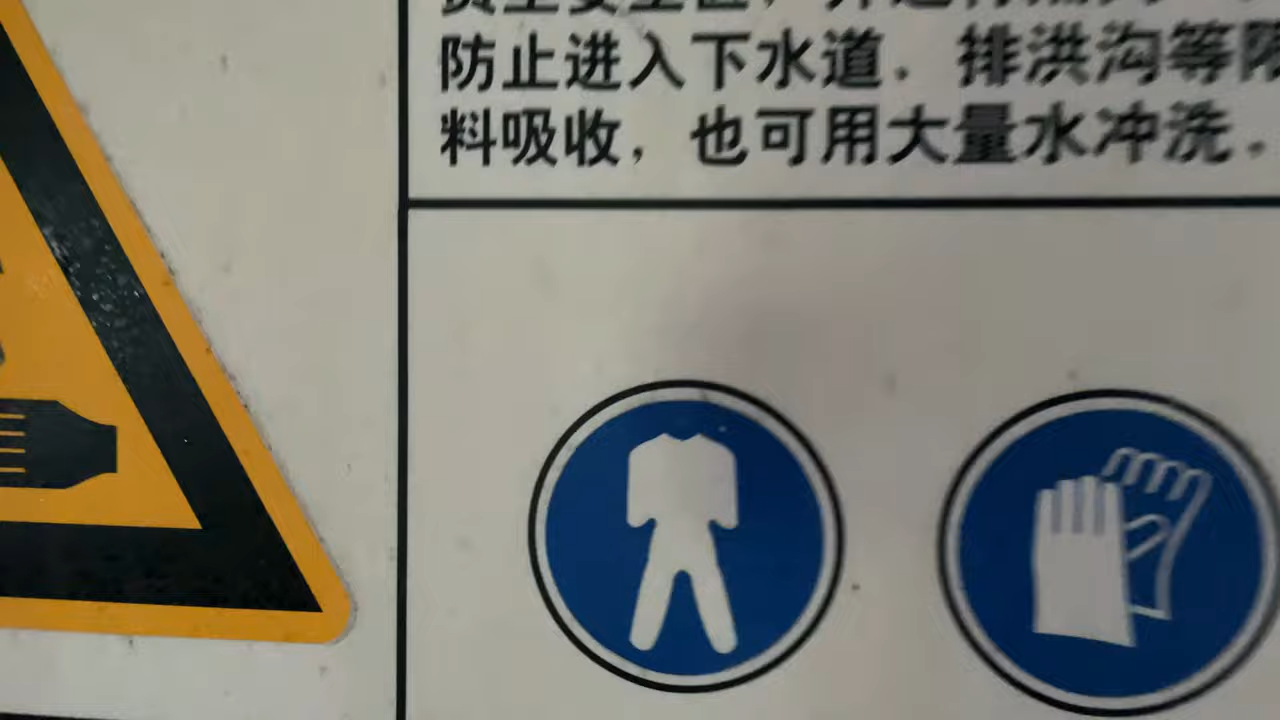 防止进入下水道．排洪沟等限
料吸收，也可用大量水冲洗。